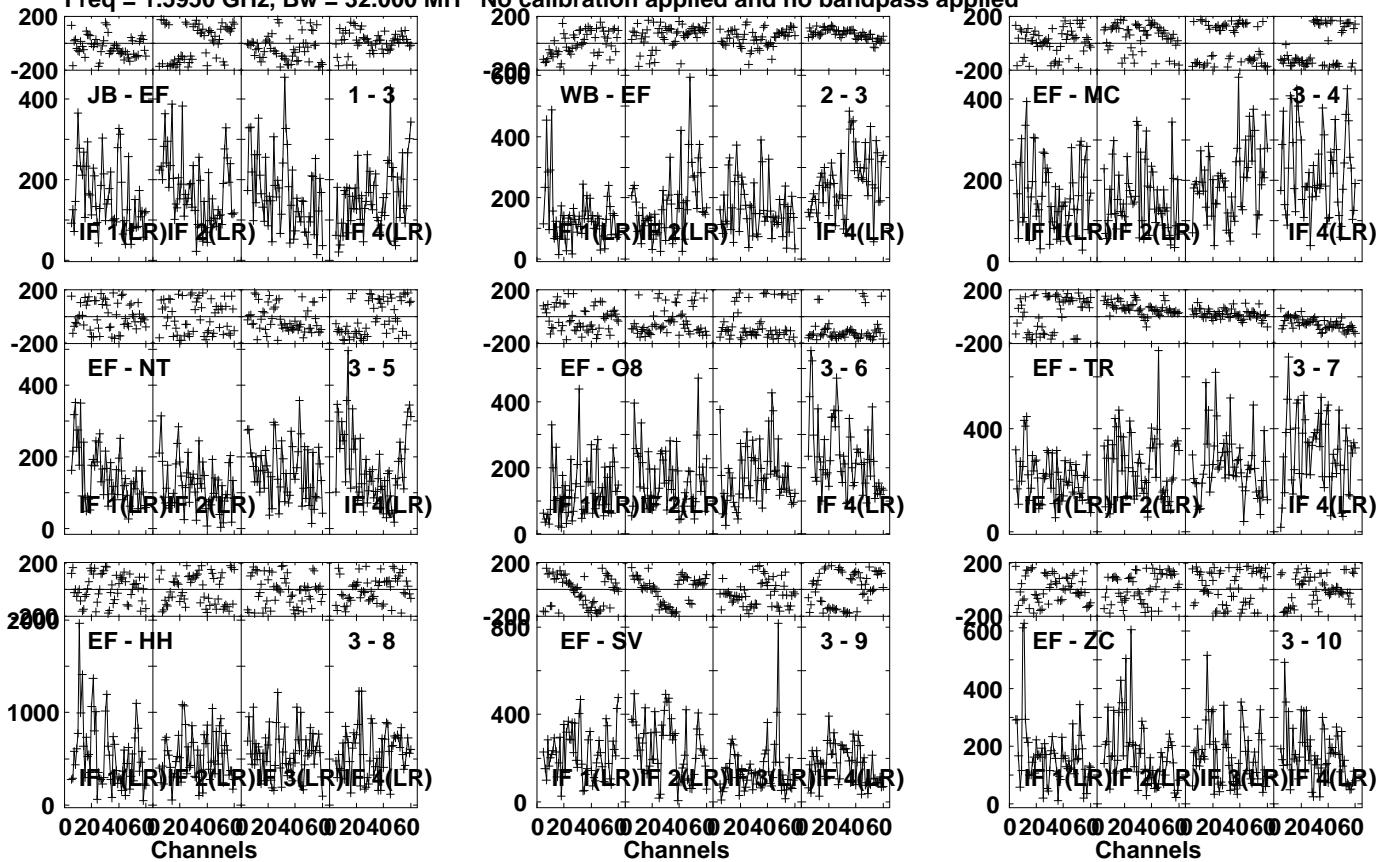 Freq = 1.5950 GHz, Bw = 32.000 MH No calibration applied and no bandpass applied
200
-200
400
200
0
JB - EF
1 - 3
IF 1(LR)
IF 2(LR)
IF 4(LR)
200
-200
600
400
200
0
WB - EF
2 - 3
IF 1(LR)
IF 2(LR)
IF 4(LR)
200
-200
400
200
0
EF - MC
3 - 4
IF 1(LR)
IF 2(LR)
IF 4(LR)
200
-200
400
200
0
EF - NT
3 - 5
IF 1(LR)
IF 2(LR)
IF 4(LR)
200
-200
400
200
0
EF - O8
3 - 6
IF 1(LR)
IF 2(LR)
IF 4(LR)
200
-200
400
0
EF - TR
3 - 7
IF 1(LR)
IF 2(LR)
IF 4(LR)
200
-200
2000
1000
0
EF - HH
3 - 8
IF 1(LR)
IF 2(LR)
IF 3(LR)
IF 4(LR)
0 20 40 60 0 20 40 60 0 20 40 60 0 20 40 60
Channels
200
-200
800
400
200
0
EF - SV
3 - 9
IF 1(LR)
IF 2(LR)
IF 3(LR)
IF 4(LR)
0 20 40 60 0 20 40 60 0 20 40 60 0 20 40 60
Channels
200
-200
600
400
200
0
EF - ZC
3 - 10
IF 1(LR)
IF 2(LR)
IF 3(LR)
IF 4(LR)
0 20 40 60 0 20 40 60 0 20 40 60 0 20 40 60
Channels